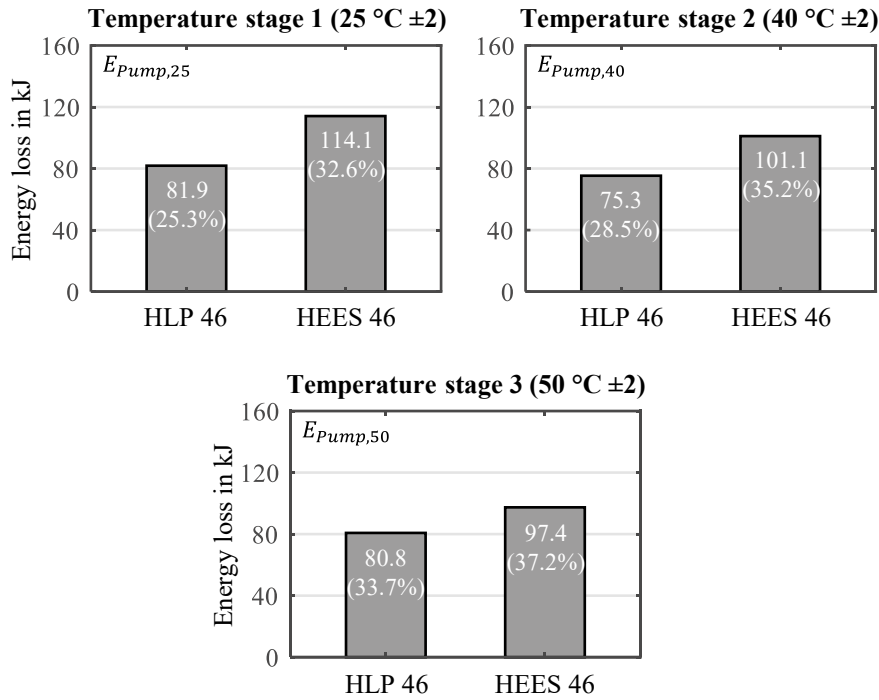 Temperature stage 1 (25 °C ±2)
Energy loss in kJ
160
120
80
40
0
E_Pump,25
81.9
(25.3%)
114.1
(32.6%)
HLP 46
HEES 46
Temperature stage 2 (40 °C ±2)
160
120
80
40
0
E_Pump,40
75.3
(28.5%)
101.1
(35.2%)
HLP 46
HEES 46
Temperature stage 3 (50 °C ±2)
Energy loss in kJ
160
120
80
40
0
E_Pump,50
80.8
(33.7%)
97.4
(37.2%)
HLP 46
HEES 46